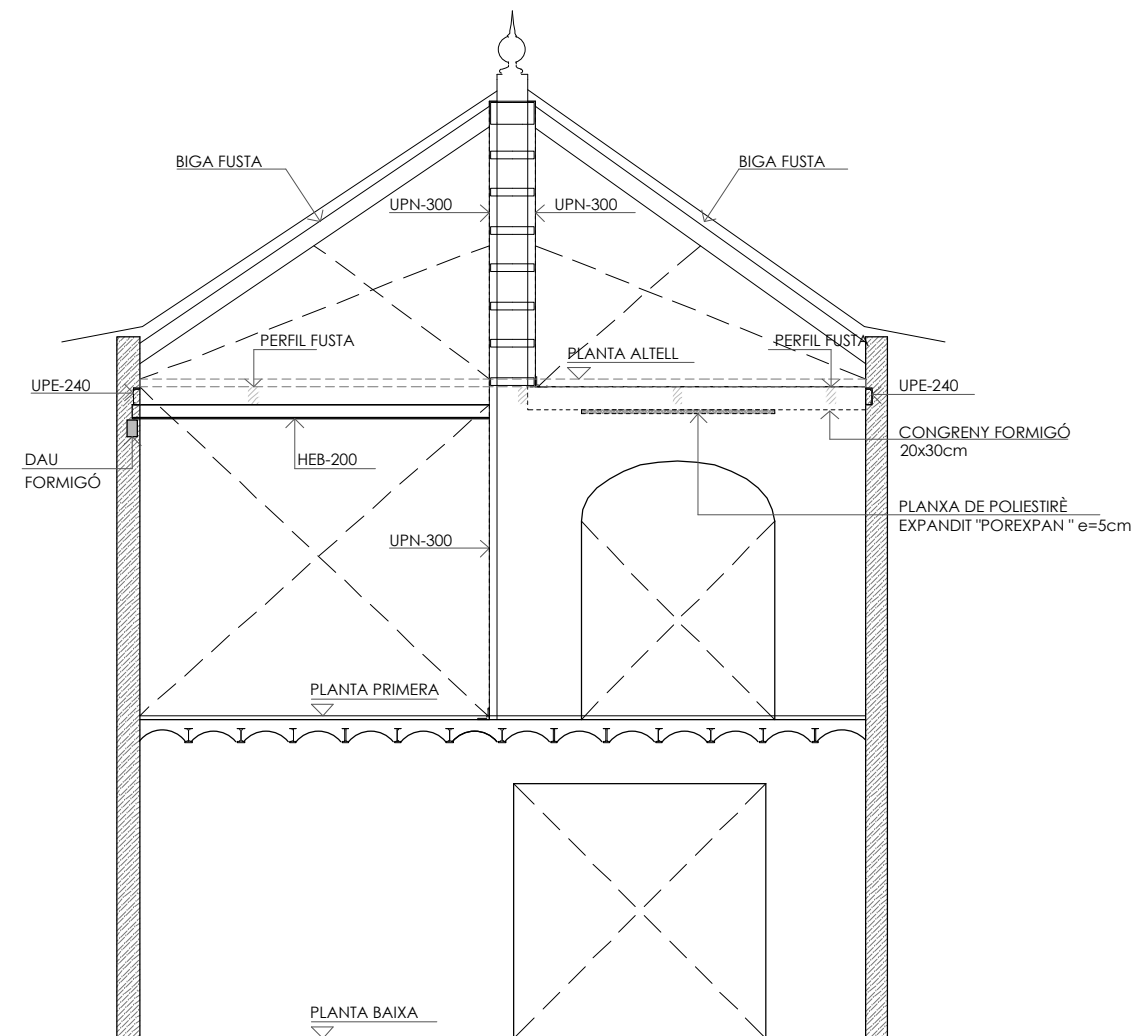 BIGA FUSTA
BIGA FUSTA
UPN-300
UPN-300
PERFIL FUSTA
PERFIL FUSTA
PLANTA ALTELL
UPE-240
UPE-240
CONGRENY FORMIGÓ
20x30cm
DAU
FORMIGÓ
HEB-200
PLANXA DE POLIESTIRÈ
EXPANDIT "POREXPAN " e=5cm
UPN-300
PLANTA PRIMERA
PLANTA BAIXA